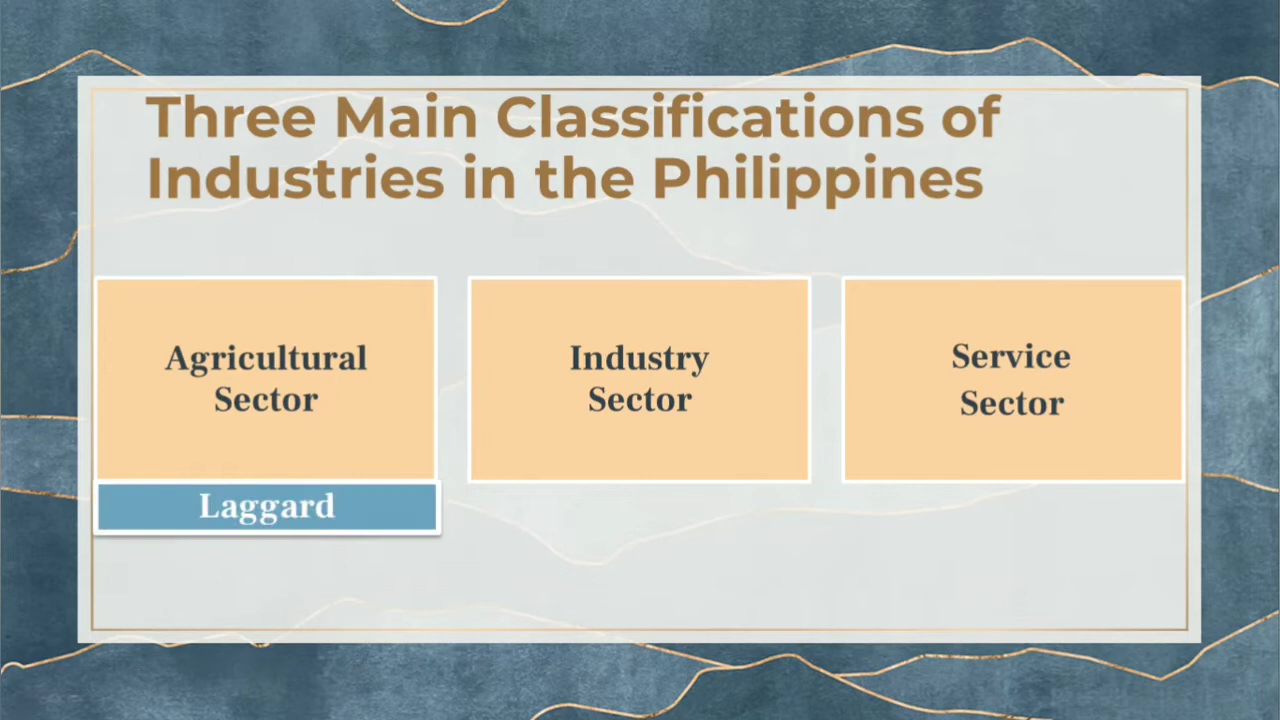 Three Main Classifications of
Industries in the Philippines
Agricultural
Sector
Industry
Sector
Service
Sector
Laggard